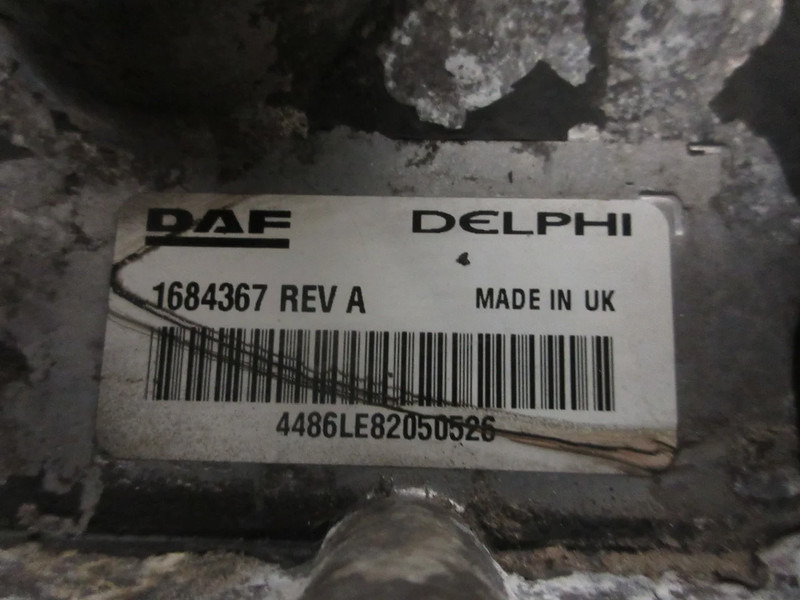 DAF DELPHI
1684367 REV A MADE IN UK
4486LE82050526